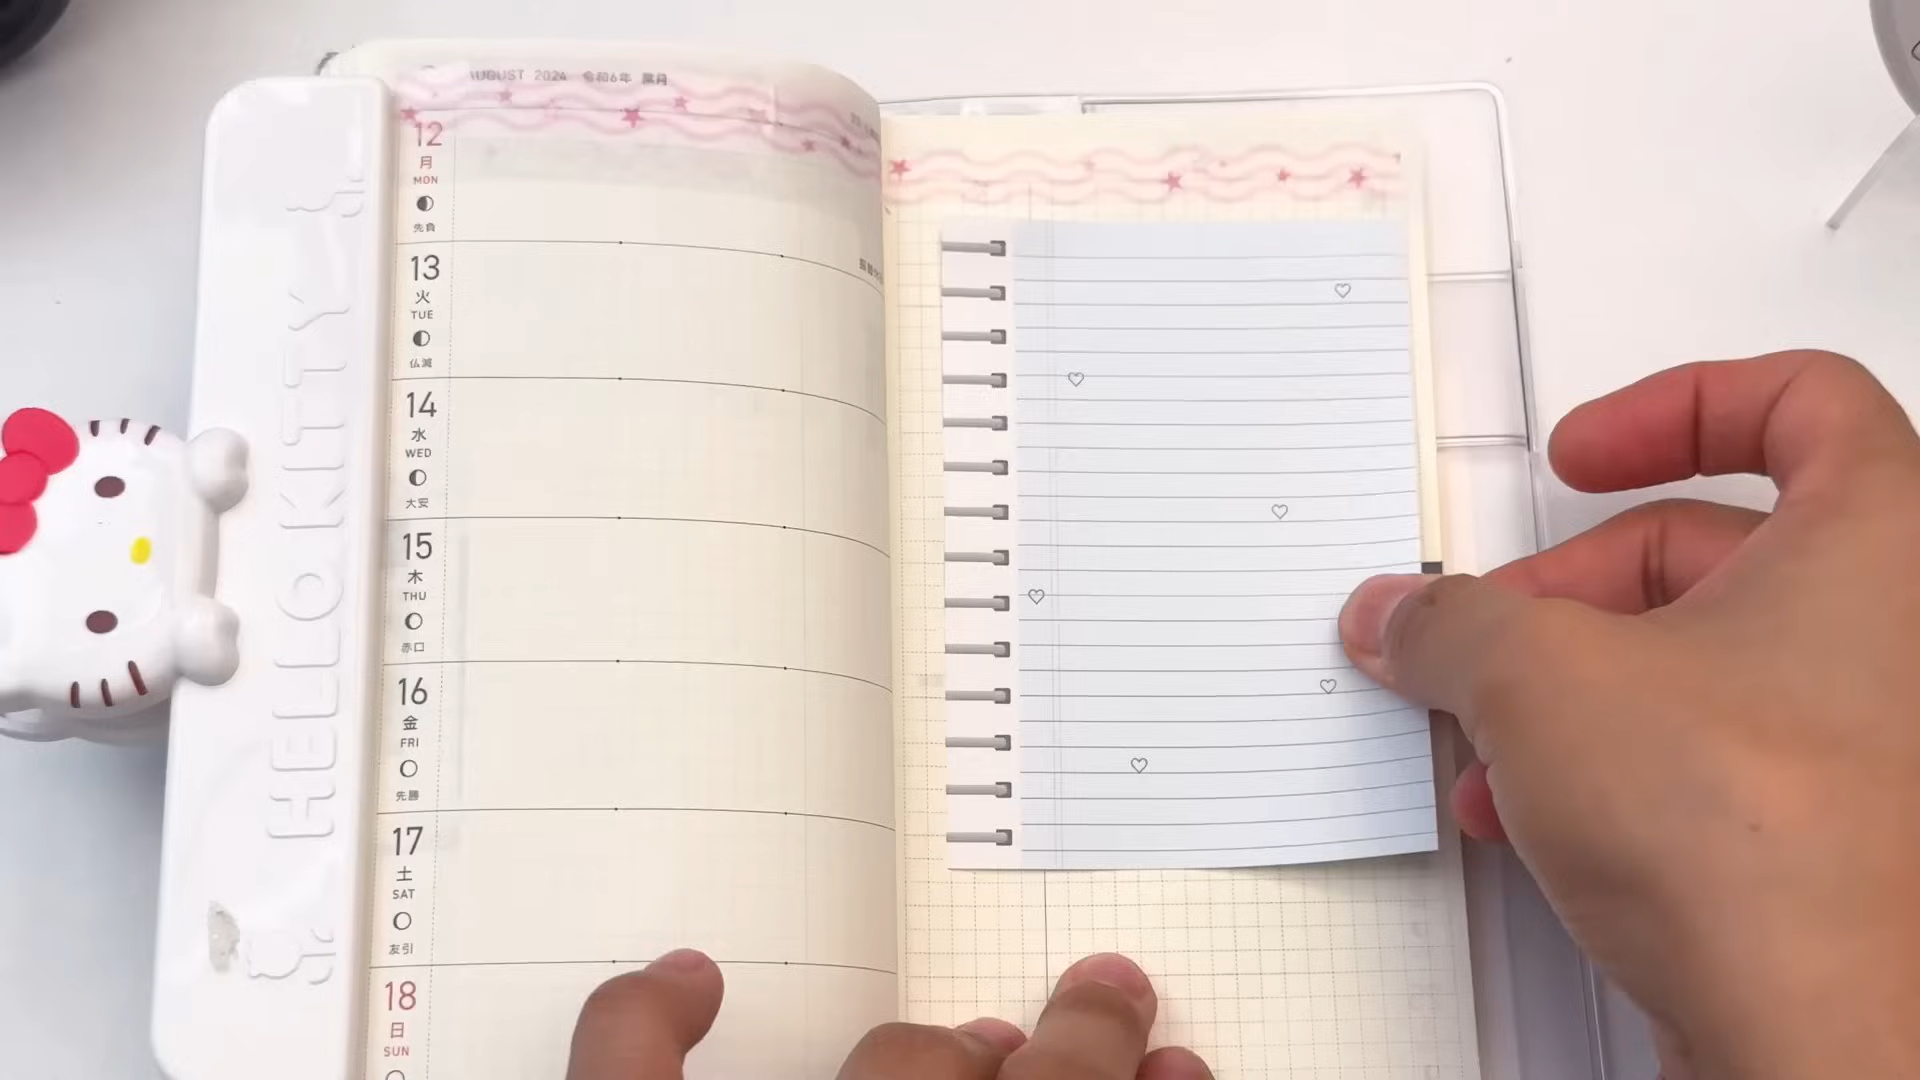 AUGUST 2024 令和6年 葉月
12
月
MON
先負
13
火
TUE
仏滅
14
水
WED
大安
15
木
THU
赤口
16
金
FRI
先勝
17
土
SAT
友引
18
日
SUN
HELLO KITTY